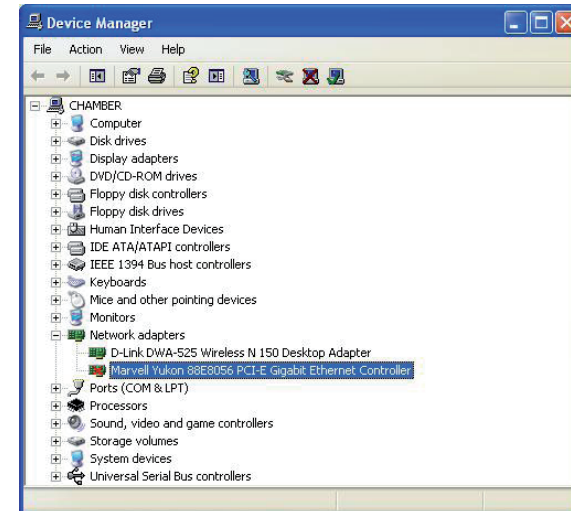 Device Manager
File Action View Help
CHAMBER
Computer
Disk drives
Display adapters
DVD/CD-ROM drives
Floppy disk controllers
Floppy disk drives
Human Interface Devices
IDE ATA/ATAPI controllers
IEEE 1394 Bus host controllers
Keyboards
Mice and other pointing devices
Monitors
Network adapters
D-Link DWA-525 Wireless N 150 Desktop Adapter
Marvell Yukon 88E8056 PCI-E Gigabit Ethernet Controller
Ports (COM & LPT)
Processors
Sound, video and game controllers
Storage volumes
System devices
Universal Serial Bus controllers